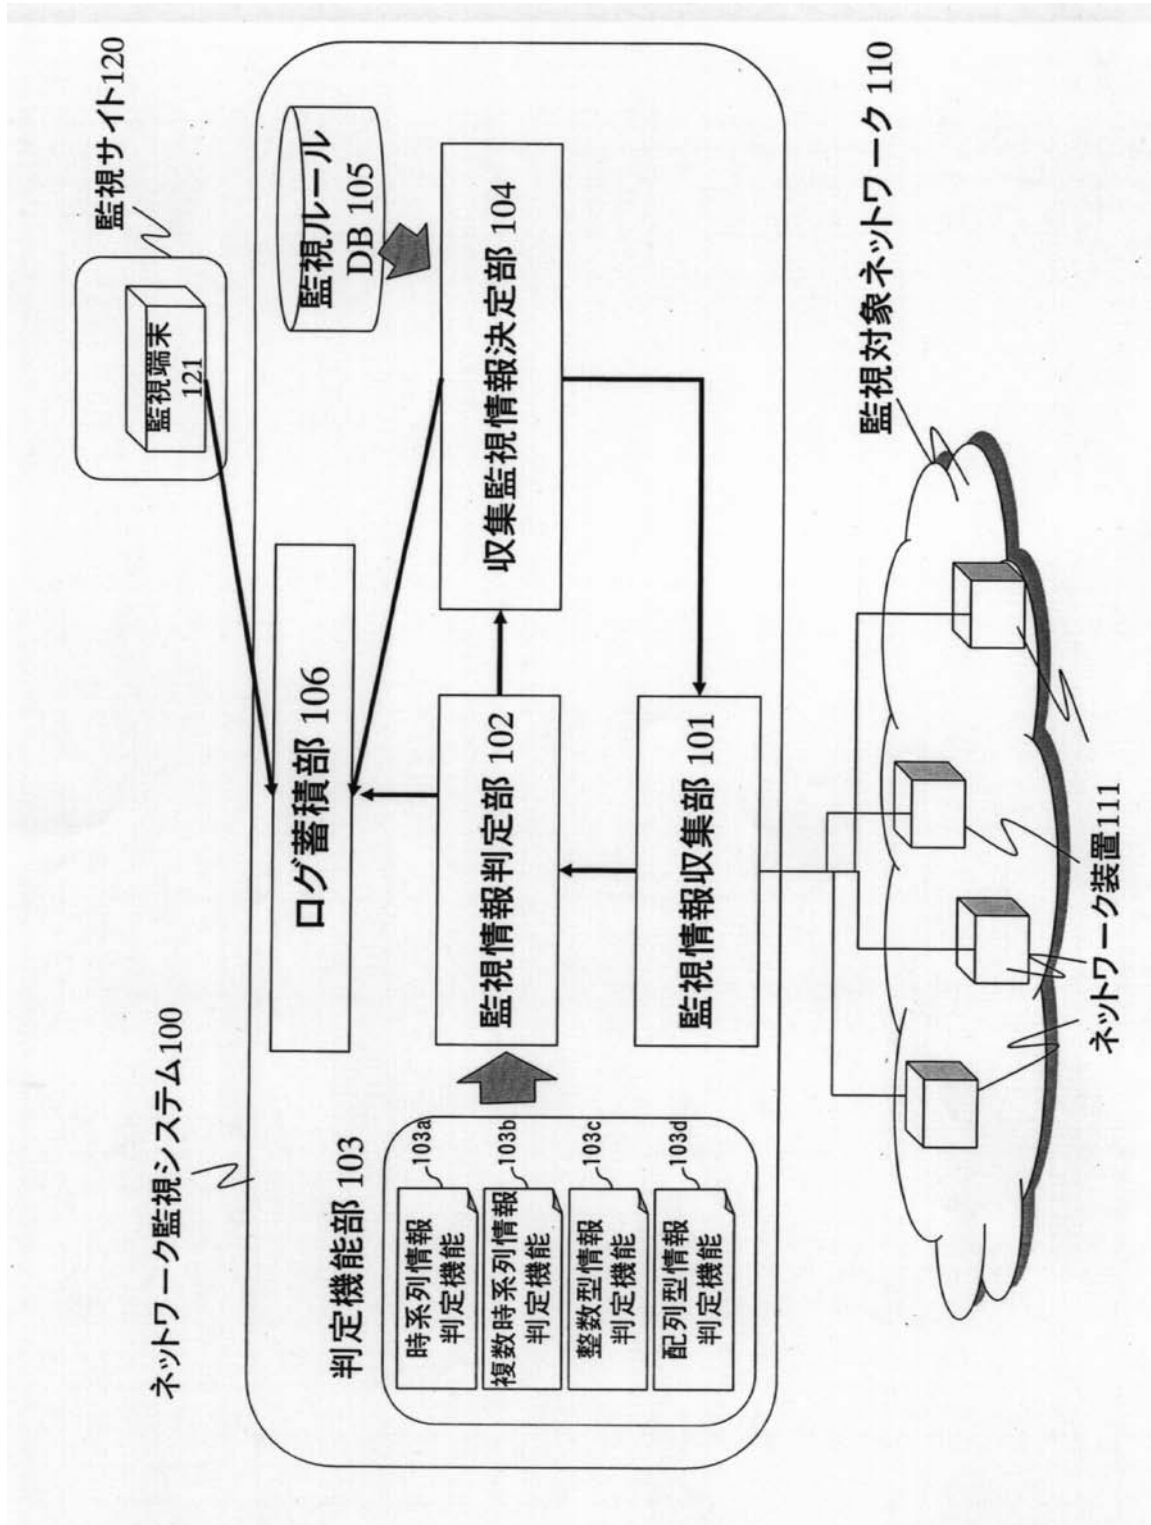 ネットワーク監視システム100
監視サイト120
監視端末
121
ログ蓄積部 106
監視ルール
DB 105
判定機能部 103
時系列情報
判定機能
103a
複数時系列情報
判定機能
103b
整数型情報
判定機能
103c
配列型情報
判定機能
103d
監視情報判定部 102
収集監視情報決定部 104
監視情報収集部 101
監視対象ネットワーク 110
ネットワーク装置111